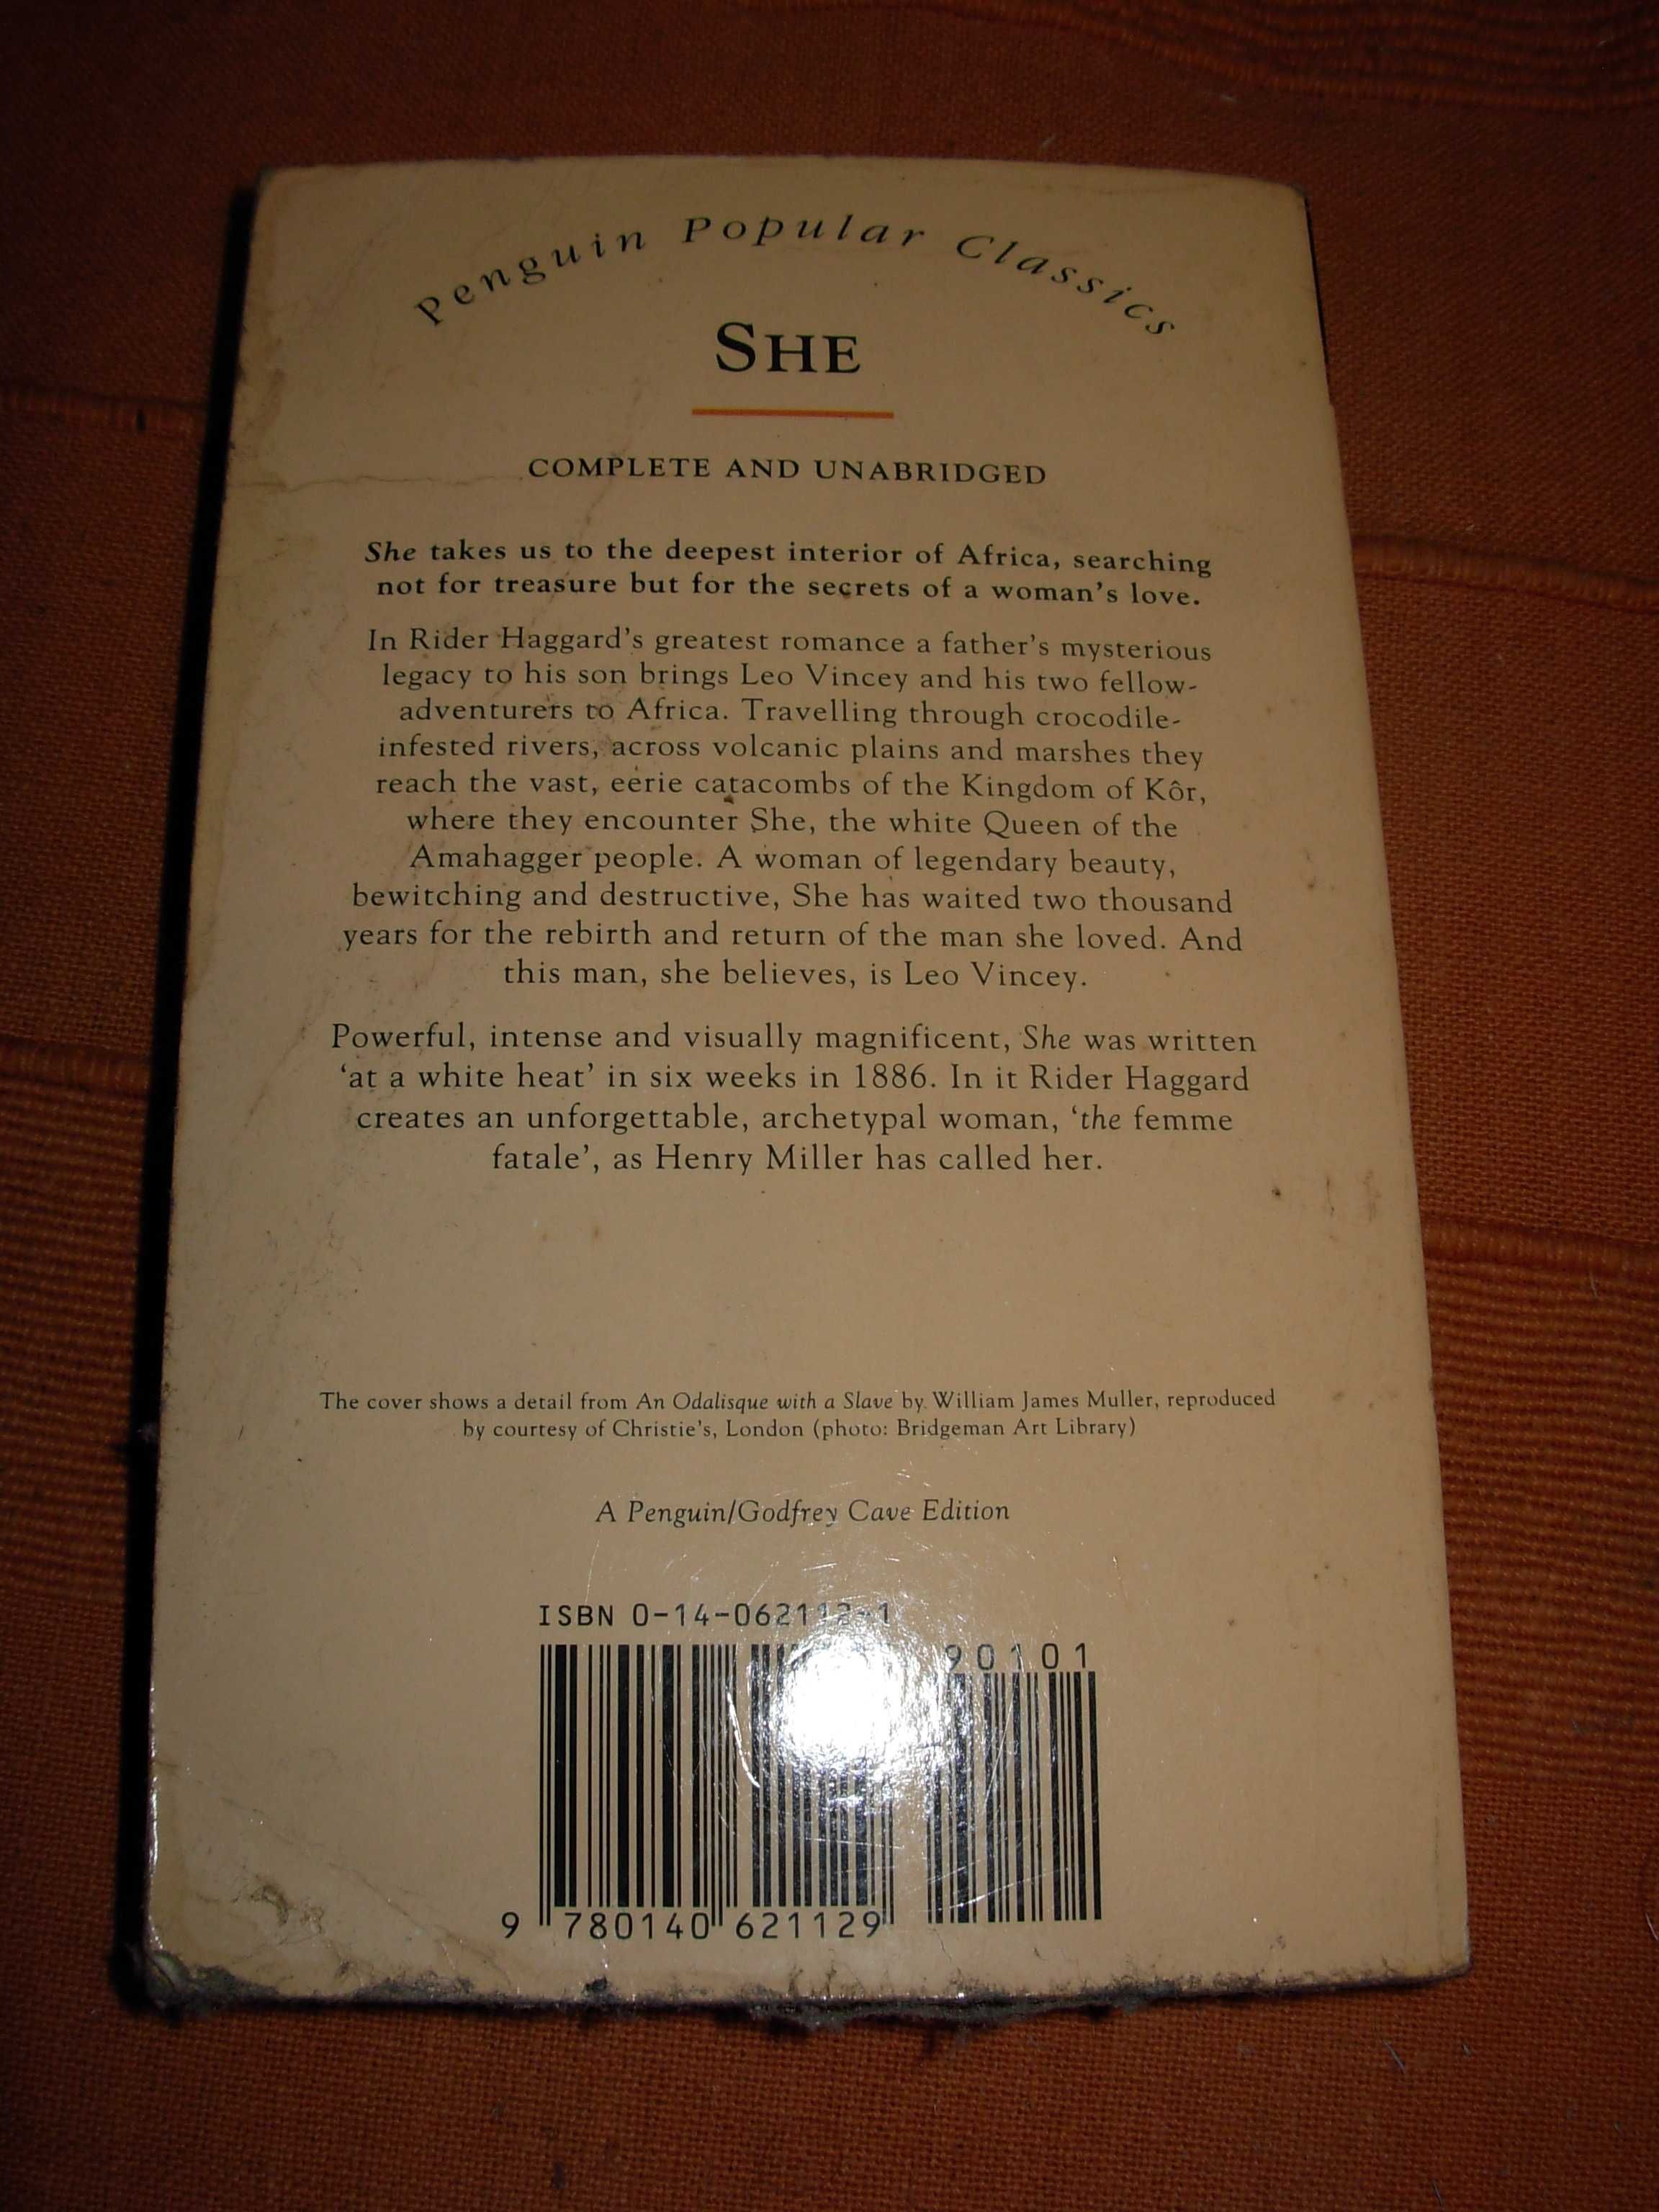 Penguin Popular Classics
SHE
COMPLETE AND UNABRIDGED
She takes us to the deepest interior of Africa, searching
not for treasure but for the secrets of a woman's love.
In Rider Haggard's greatest romance a father's mysterious
legacy to his son brings Leo Vincey and his two fellow-
adventurers to Africa. Travelling through crocodile-
infested rivers, across volcanic plains and marshes they
reach the vast, eerie catacombs of the Kingdom of Kôr,
where they encounter She, the white Queen of the
Amahagger people. A woman of legendary beauty,
bewitching and destructive, She has waited two thousand
years for the rebirth and return of the man she loved. And
this man, she believes, is Leo Vincey.
Powerful, intense and visually magnificent, She was written
‘at a white heat’ in six weeks in 1886. In it Rider Haggard
creates an unforgettable, archetypal woman, ‘the femme
fatale’, as Henry Miller has called her.
The cover shows a detail from An Odalisque with a Slave by William James Muller, reproduced
by courtesy of Christie's, London (photo: Bridgeman Art Library)
A Penguin/Godfrey Cave Edition
ISBN 0-14-062112-1
90101
9 780140 621129